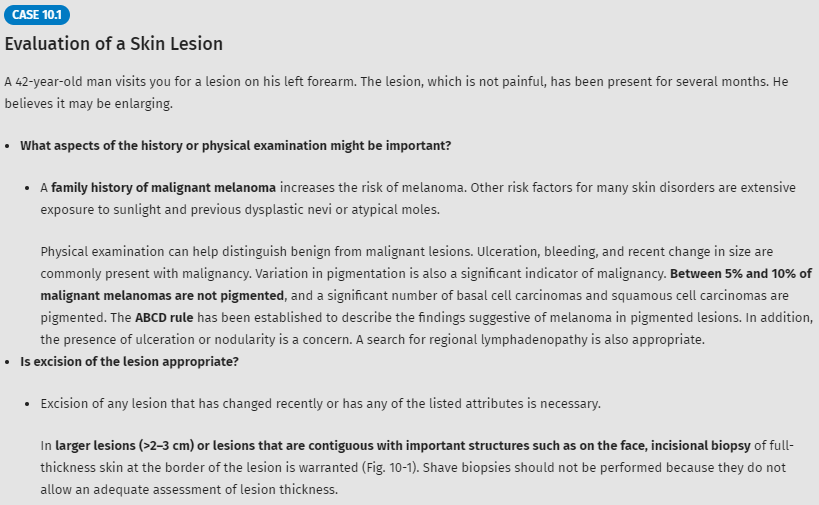 CASE 10.1
Evaluation of a Skin Lesion
A 42-year-old man visits you for a lesion on his left forearm. The lesion, which is not painful, has been present for several months. He
believes it may be enlarging.
• What aspects of the history or physical examination might be important?
• A family history of malignant melanoma increases the risk of melanoma. Other risk factors for many skin disorders are extensive
exposure to sunlight and previous dysplastic nevi or atypical moles.
Physical examination can help distinguish benign from malignant lesions. Ulceration, bleeding, and recent change in size are
commonly present with malignancy. Variation in pigmentation is also a significant indicator of malignancy. Between 5% and 10% of
malignant melanomas are not pigmented, and a significant number of basal cell carcinomas and squamous cell carcinomas are
pigmented. The ABCD rule has been established to describe the findings suggestive of melanoma in pigmented lesions. In addition,
the presence of ulceration or nodularity is a concern. A search for regional lymphadenopathy is also appropriate.
• Is excision of the lesion appropriate?
• Excision of any lesion that has changed recently or has any of the listed attributes is necessary.
In larger lesions (>2–3 cm) or lesions that are contiguous with important structures such as on the face, incisional biopsy of full-
thickness skin at the border of the lesion is warranted (Fig. 10-1). Shave biopsies should not be performed because they do not
allow an adequate assessment of lesion thickness.